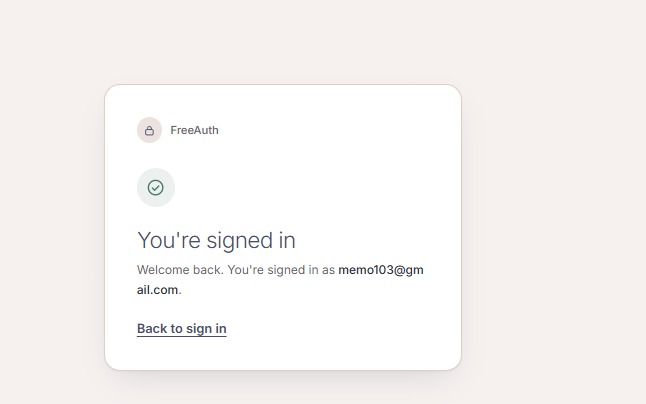 FreeAuth
You're signed in
Welcome back. You're signed in as memo103@gm
ail.com.
Back to sign in